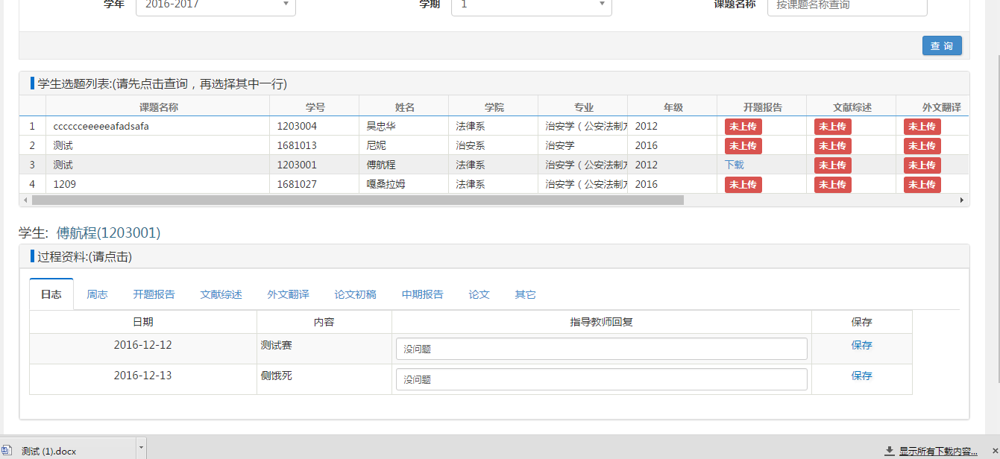 学年 2016-2017 学期 1 课题名称 按课题名称查询
查 询
学生选题列表:(请先点击查询，再选择其中一行)
课题名称 学号 姓名 学院 专业 年级 开题报告 文献综述 外文翻译
1 cccccceeeeeafadsafa 1203004 吴忠华 法律系 治安学（公安法制方 2012 未上传 未上传 未上传
2 测试 1681013 尼妮 治安系 治安学 2016 未上传 未上传 未上传
3 测试 1203001 傅航程 法律系 治安学（公安法制方 2012 下载 未上传 未上传
4 1209 1681027 嘎桑拉姆 法律系 治安学（公安法制方 2016 未上传 未上传 未上传
学生: 傅航程(1203001)
过程资料:(请点击)
日志 周志 开题报告 文献综述 外文翻译 论文初稿 中期报告 论文 其它
日期 内容 指导教师回复 保存
2016-12-12 测试赛 没问题 保存
2016-12-13 侧饿死 没问题 保存
测试 (1).docx 显示所有下载内容...